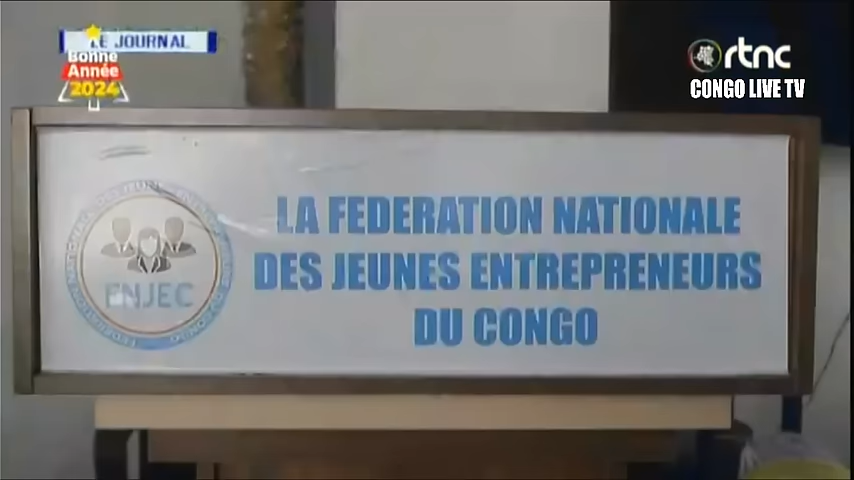 LE JOURNAL
Bonne
Année
2024
rtnc
CONGO LIVE TV
LA FEDERATION NATIONALE
DES JEUNES ENTREPRENEURS
DU CONGO
FNJEC